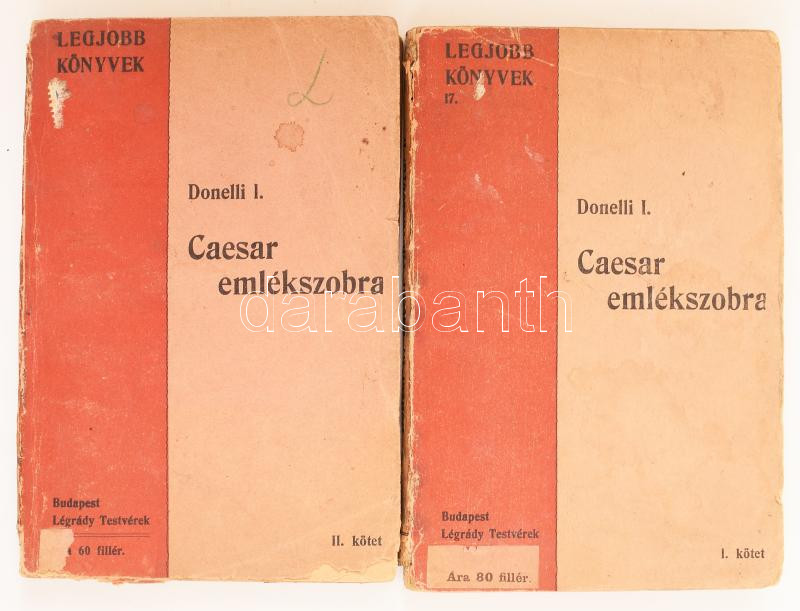 LEGJOBB
KÖNYVEK
Donelli I.
Caesar
emlékszobra
Budapest
Légrády Testvérek
60 fillér.
II. kötet
LEGJOBB
KÖNYVEK
17.
Donelli I.
Caesar
emlékszobra
Budapest
Légrády Testvérek
Ára 80 fillér.
I. kötet
darabanth